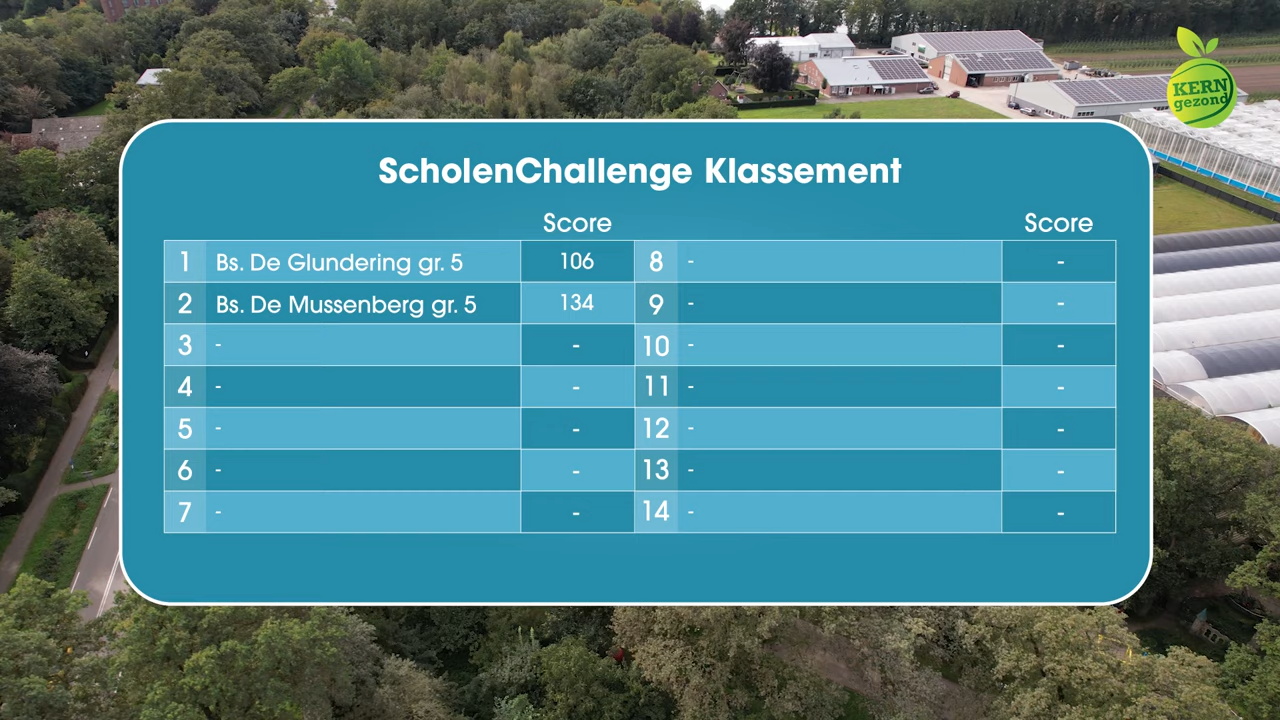 KERN
gezond
ScholenChallenge Klassement
Score
Score
1 Bs. De Glundering gr. 5 106 8 - -
2 Bs. De Mussenberg gr. 5 134 9 - -
3 - - 10 - -
4 - - 11 - -
5 - - 12 - -
6 - - 13 - -
7 - - 14 - -